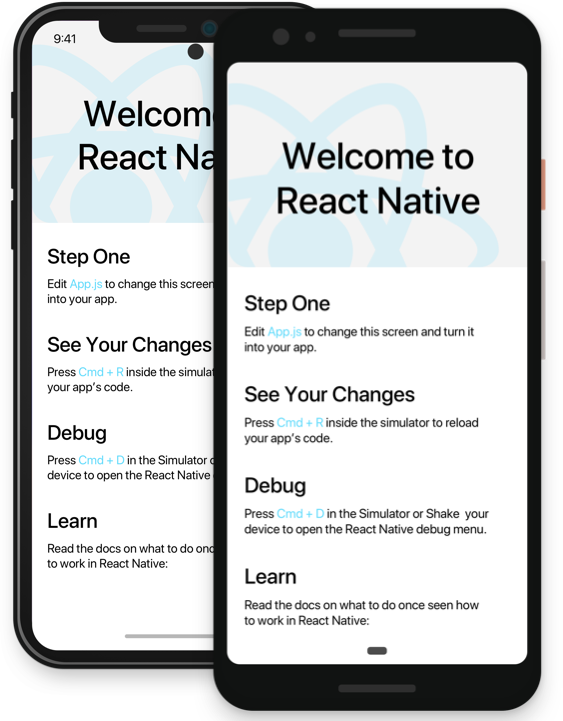 9:41
Welcom
React Na
Step One
Edit App.js to change this screen
into your app.
See Your Changes
Press Cmd + R inside the simulat
your app's code.
Debug
Press Cmd + D in the Simulator
device to open the React Native
Learn
Read the docs on what to do onc
to work in React Native:
Welcome to
React Native
Step One
Edit App.js to change this screen and turn it
into your app.
See Your Changes
Press Cmd + R inside the simulator to reload
your app's code.
Debug
Press Cmd + D in the Simulator or Shake your
device to open the React Native debug menu.
Learn
Read the docs on what to do once seen how
to work in React Native: